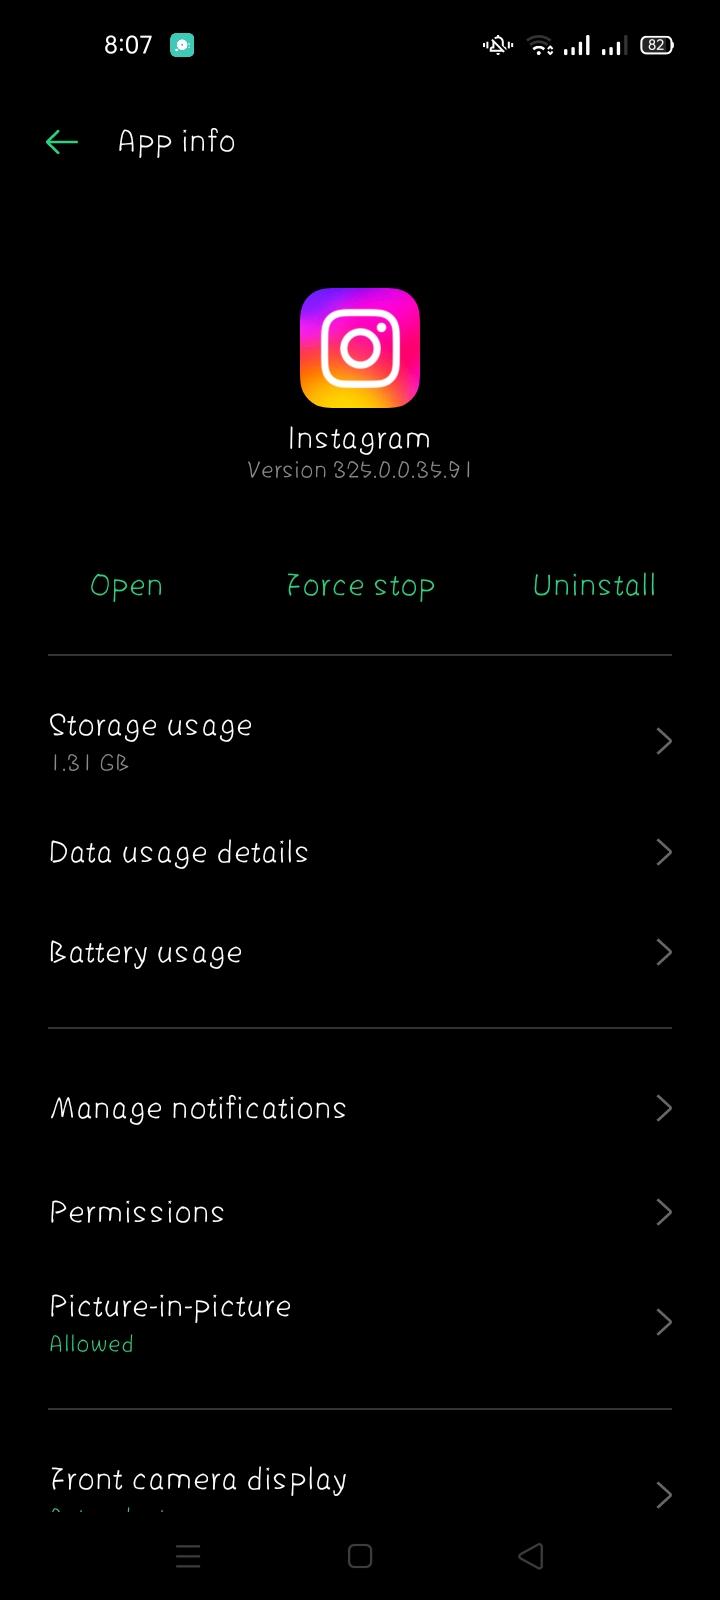 8:07
82
App info
Instagram
Version 325.0.0.35.91
Open
Force stop
Uninstall
Storage usage
1.31 GB
Data usage details
Battery usage
Manage notifications
Permissions
Picture-in-picture
Allowed
Front camera display